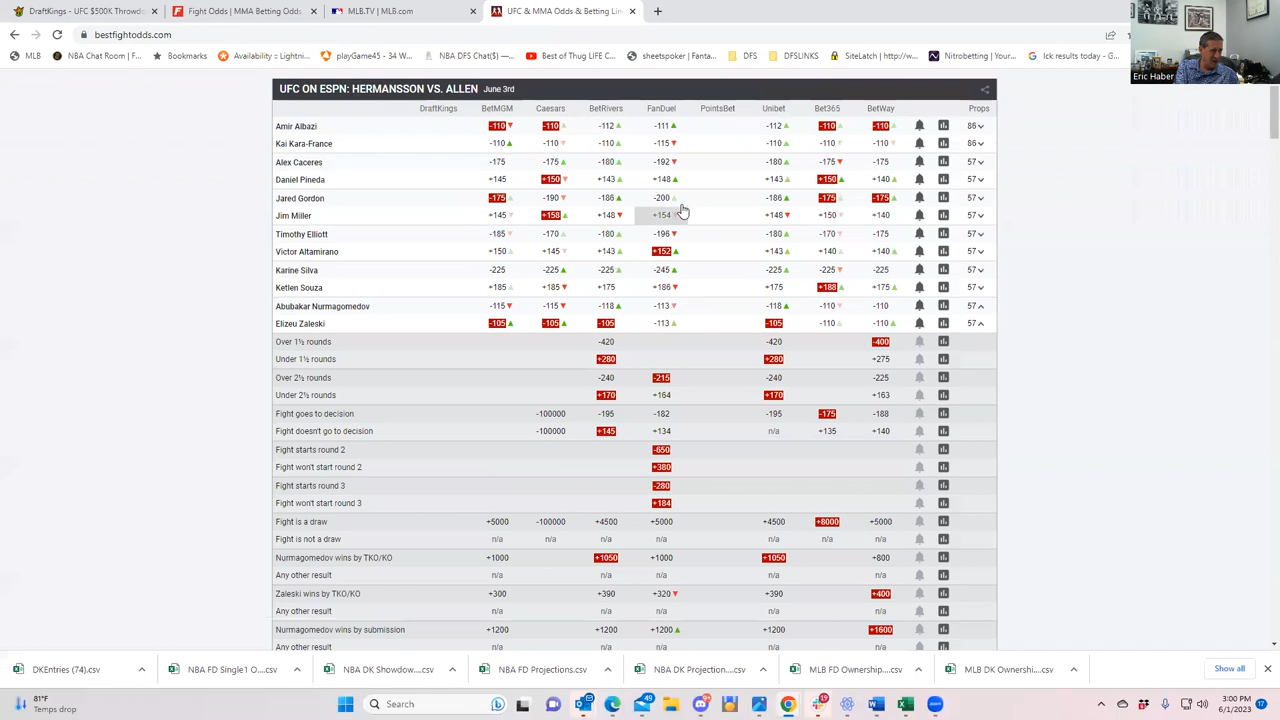 DraftKings - UFC $500K Throwdo
Fight Odds | MMA Betting Odds
MLB.TV | MLB.com
UFC & MMA Odds & Betting Lin
bestfightodds.com
MLB
NBA Chat Room | F...
Bookmarks
Availability :: Lightni...
playGame45 - 34 W...
NBA DFS Chat($) -...
Best of Thug LIFE C...
sheetspoker | Fanta...
DFS
DFSLINKS
SiteLatch | http://w...
Nitrobetting | Your...
Ick results today f...
Eric Haber
UFC ON ESPN: HERMANSSON VS. ALLEN June 3rd
DraftKings BetMGM Caesars BetRivers FanDuel PointsBet Unibet Bet365 BetWay Props
Amir Albazi -110 -110 -112 -111 -112 -110 -110 86
Kai Kara-France -110 -110 -110 -115 -110 -110 -110 86
Alex Caceres -175 -175 -180 -192 -180 -175 -175 57
Daniel Pineda +145 +150 +143 +148 +143 +150 +140 57
Jared Gordon -175 -190 -186 -200 -186 -175 -175 57
Jim Miller +145 +158 +148 +154 +148 +150 +140 57
Timothy Elliott -185 -170 -180 -196 -180 -170 -175 57
Victor Altamirano +150 +145 +143 +152 +143 +140 +140 57
Karine Silva -225 -225 -225 -245 -225 -225 -225 57
Ketlen Souza +185 +185 +175 +186 +175 +188 +175 57
Abubakar Nurmagomedov -115 -115 -118 -113 -118 -110 -110 57
Elizeu Zaleski -105 -105 -105 -113 -105 -110 -110 57
Over 1½ rounds -420 -420 -400
Under 1½ rounds +280 +280 +275
Over 2½ rounds -240 -215 -240 -225
Under 2½ rounds +170 +164 +170 +163
Fight goes to decision -100000 -195 -182 -195 -175 -188
Fight doesn't go to decision -100000 +145 +134 n/a +135 +140
Fight starts round 2 -650
Fight won't start round 2 +380
Fight starts round 3 -280
Fight won't start round 3 +184
Fight is a draw +5000 -100000 +4500 +5000 +4500 +8000 +5000
Fight is not a draw n/a n/a n/a n/a n/a n/a n/a
Nurmagomedov wins by TKO/KO +1000 +1050 +1000 +1050 +800
Any other result n/a n/a n/a n/a n/a
Zaleski wins by TKO/KO +300 +390 +320 +390 +400
Any other result n/a n/a n/a n/a n/a
Nurmagomedov wins by submission +1200 +1200 +1200 +1200 +1600
Any other result n/a n/a n/a n/a n/a
DKEntries (74).csv
NBA FD Single1 O....csv
NBA DK Showdow....csv
NBA FD Projections.csv
NBA DK Projection....csv
MLB FD Ownership....csv
MLB DK Ownershi....csv
Show all
81°F
Temps drop
Search
49
19
3:00 PM
6/1/2023
17